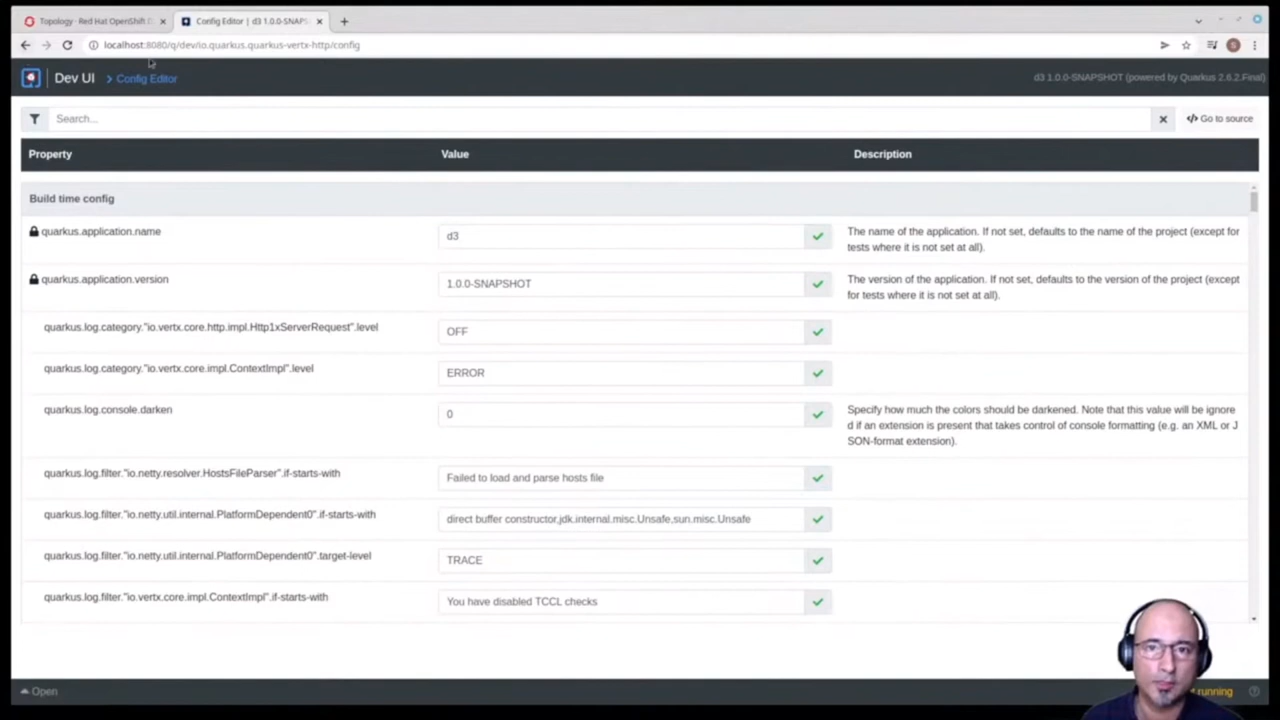 Topology · Red Hat OpenShift D
Config Editor | d3 1.0.0-SNAPS
localhost:8080/q/dev/io.quarkus.quarkus-vertx-http/config
S
Dev UI
Config Editor
d3 1.0.0-SNAPSHOT (powered by Quarkus 2.6.2.Final)
Search...
Go to source
Property Value Description
Build time config
quarkus.application.name
d3
The name of the application. If not set, defaults to the name of the project (except for
tests where it is not set at all).
quarkus.application.version
1.0.0-SNAPSHOT
The version of the application. If not set, defaults to the version of the project (except
for tests where it is not set at all).
quarkus.log.category."io.vertx.core.http.impl.Http1xServerRequest".level
OFF
quarkus.log.category."io.vertx.core.impl.ContextImpl".level
ERROR
quarkus.log.console.darken
0
Specify how much the colors should be darkened. Note that this value will be ignore
d if an extension is present that takes control of console formatting (e.g. an XML or J
SON-format extension).
quarkus.log.filter."io.netty.resolver.HostsFileParser".if-starts-with
Failed to load and parse hosts file
quarkus.log.filter."io.netty.util.internal.PlatformDependent0".if-starts-with
direct buffer constructor,jdk.internal.misc.Unsafe,sun.misc.Unsafe
quarkus.log.filter."io.netty.util.internal.PlatformDependent0".target-level
TRACE
quarkus.log.filter."io.vertx.core.impl.ContextImpl".if-starts-with
You have disabled TCCL checks
Open
running